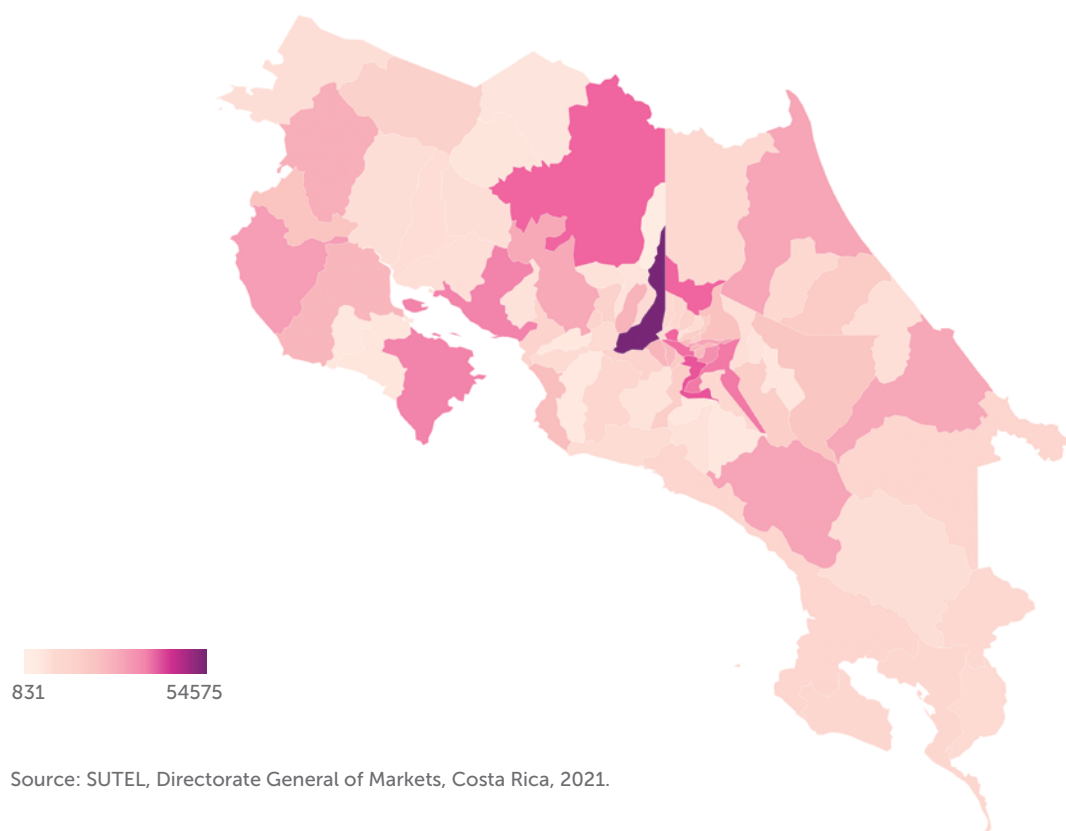 831 54575
Source: SUTEL, Directorate General of Markets, Costa Rica, 2021.